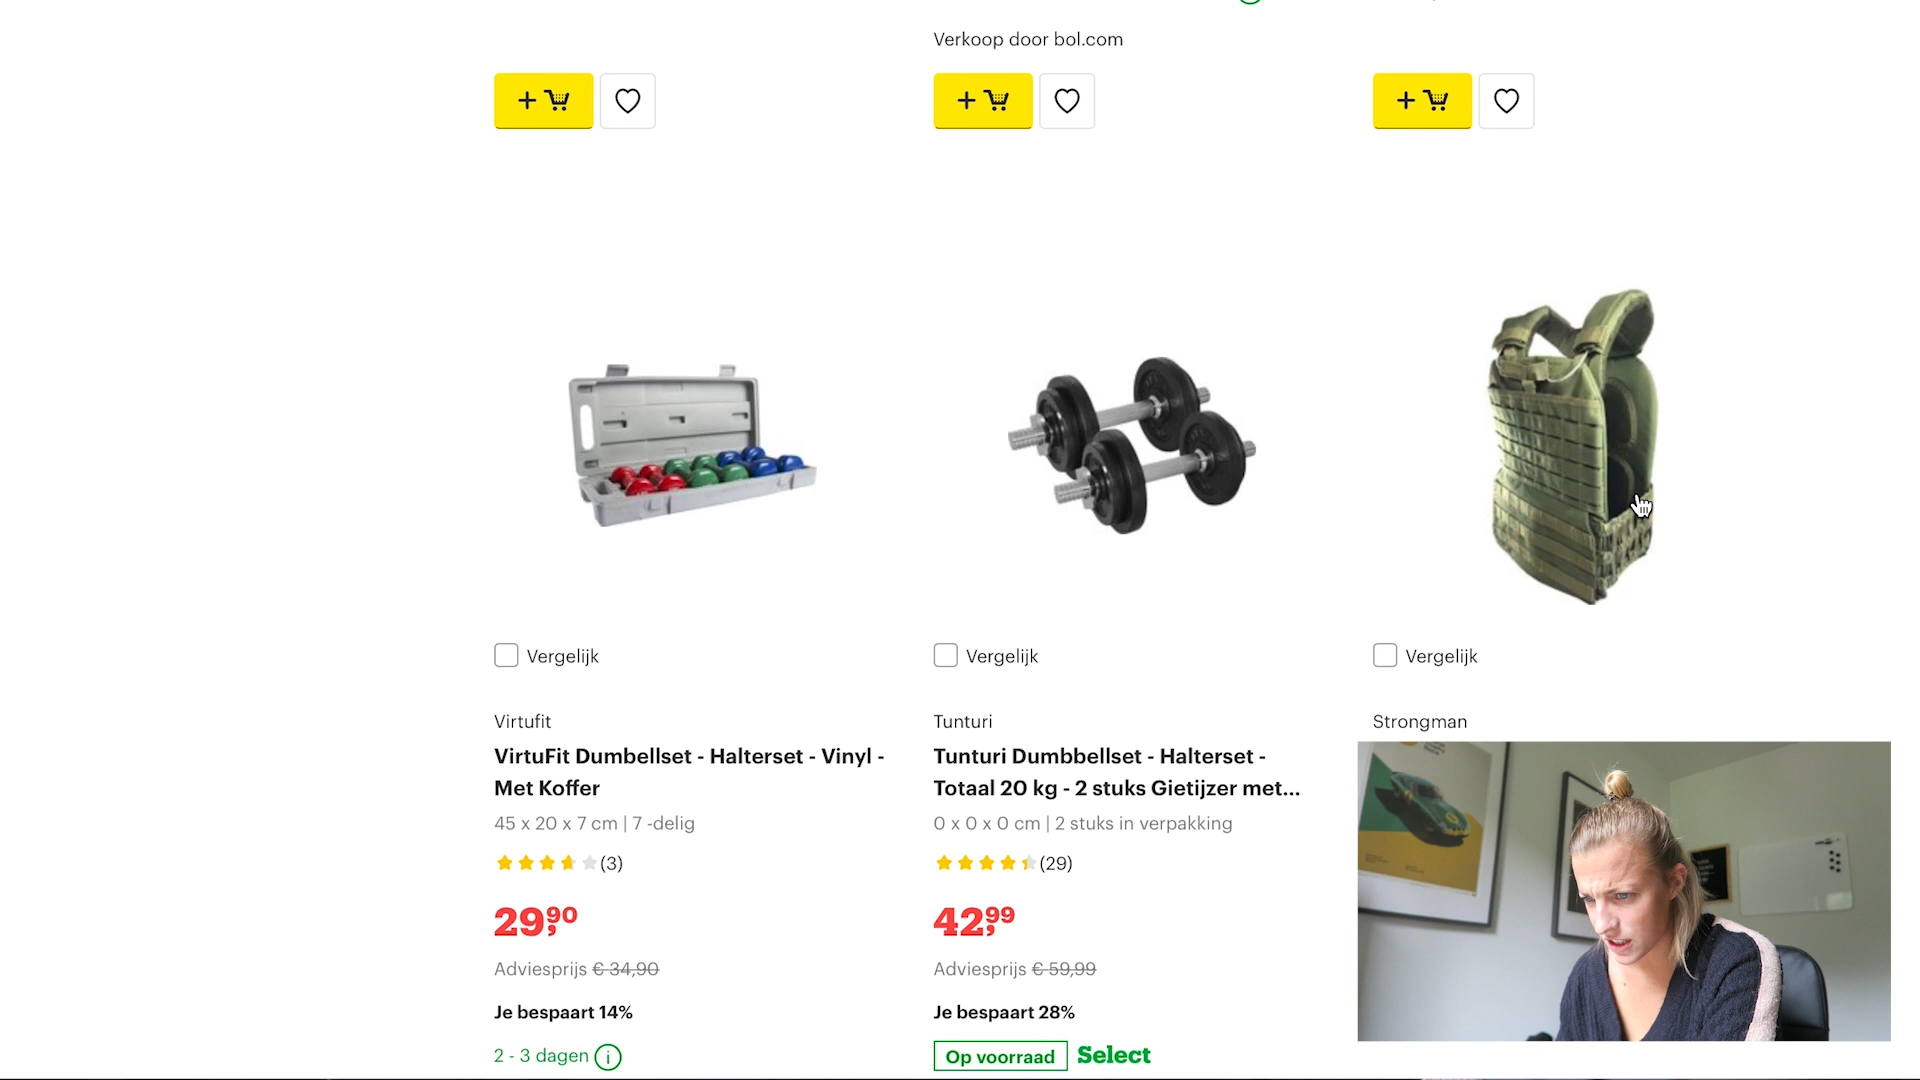 Verkoop door bol.com
Vergelijk
Vergelijk
Vergelijk
Virtufit
VirtuFit Dumbellset - Halterset - Vinyl -
Met Koffer
45 x 20 x 7 cm | 7 -delig
(3)
29,90
Adviesprijs € 34,90
Je bespaart 14%
2 - 3 dagen
Tunturi
Tunturi Dumbbellset - Halterset -
Totaal 20 kg - 2 stuks Gietijzer met...
0 x 0 x 0 cm | 2 stuks in verpakking
(29)
42,99
Adviesprijs € 59,99
Je bespaart 28%
Op voorraad Select
Strongman